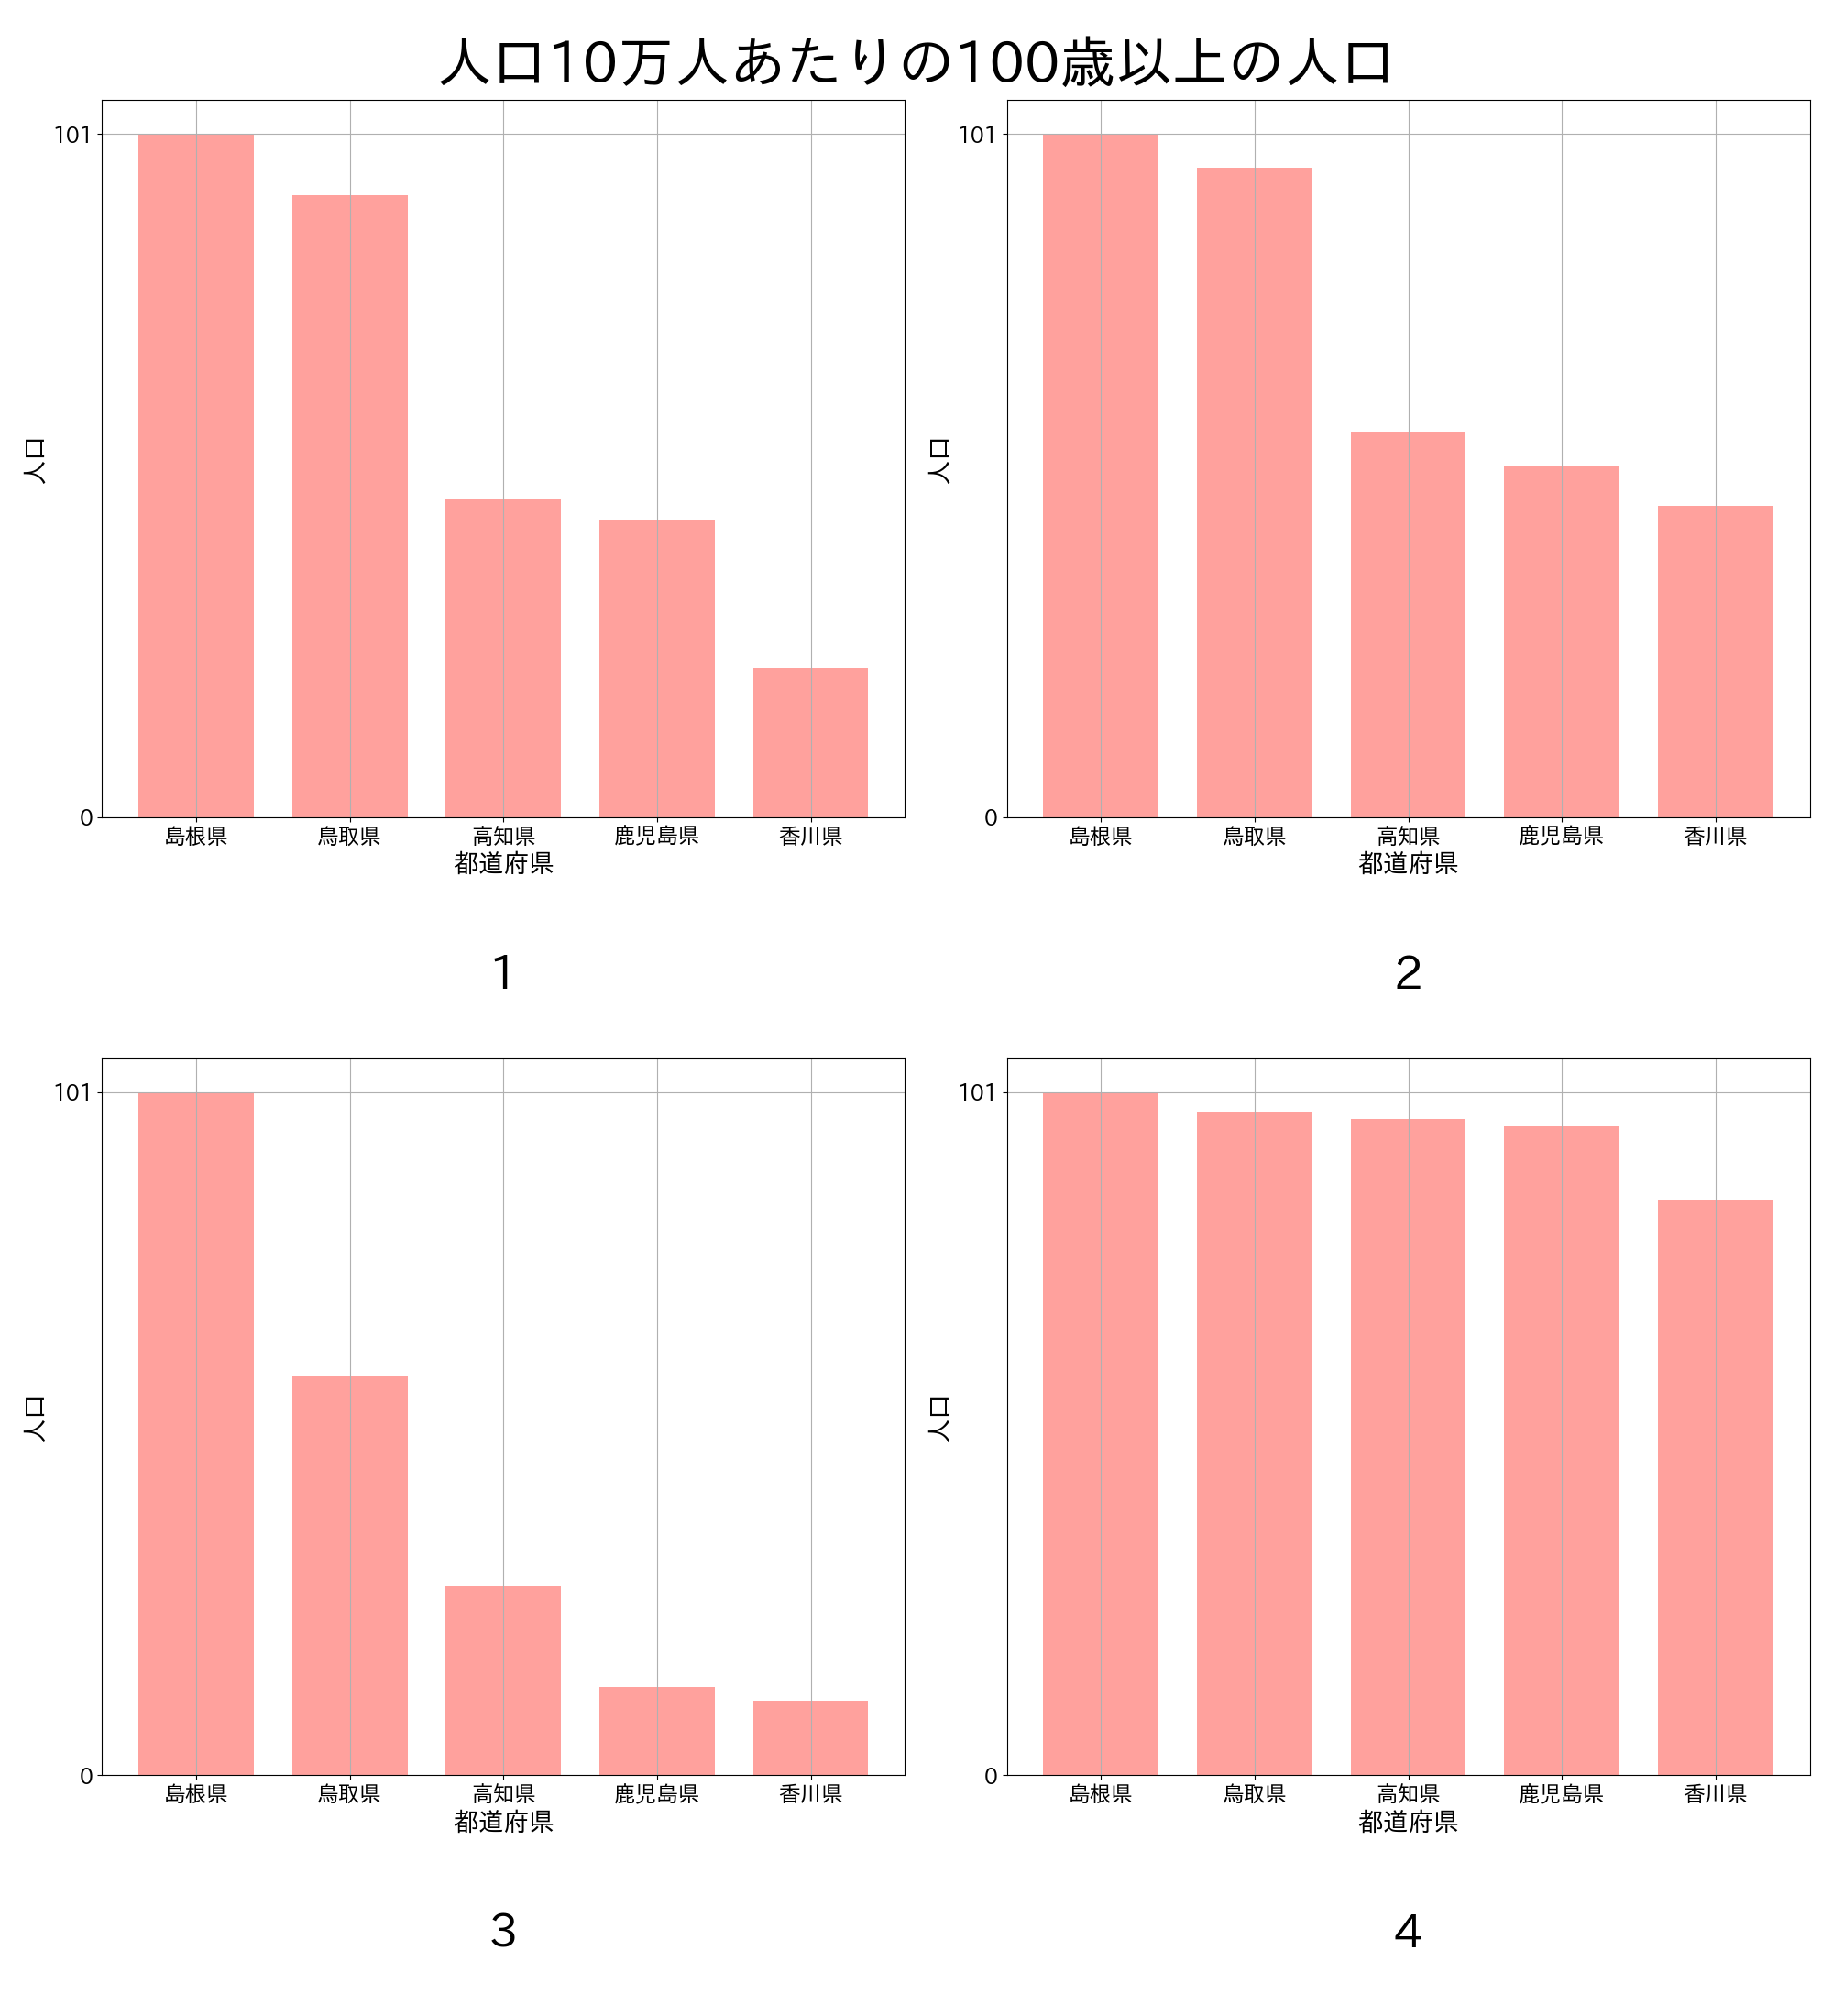 人口10万人あたりの100歳以上の人口
101
0
人口
島根県 鳥取県 高知県 鹿児島県 香川県
都道府県
1
101
0
人口
島根県 鳥取県 高知県 鹿児島県 香川県
都道府県
2
101
0
人口
島根県 鳥取県 高知県 鹿児島県 香川県
都道府県
3
101
0
人口
島根県 鳥取県 高知県 鹿児島県 香川県
都道府県
4